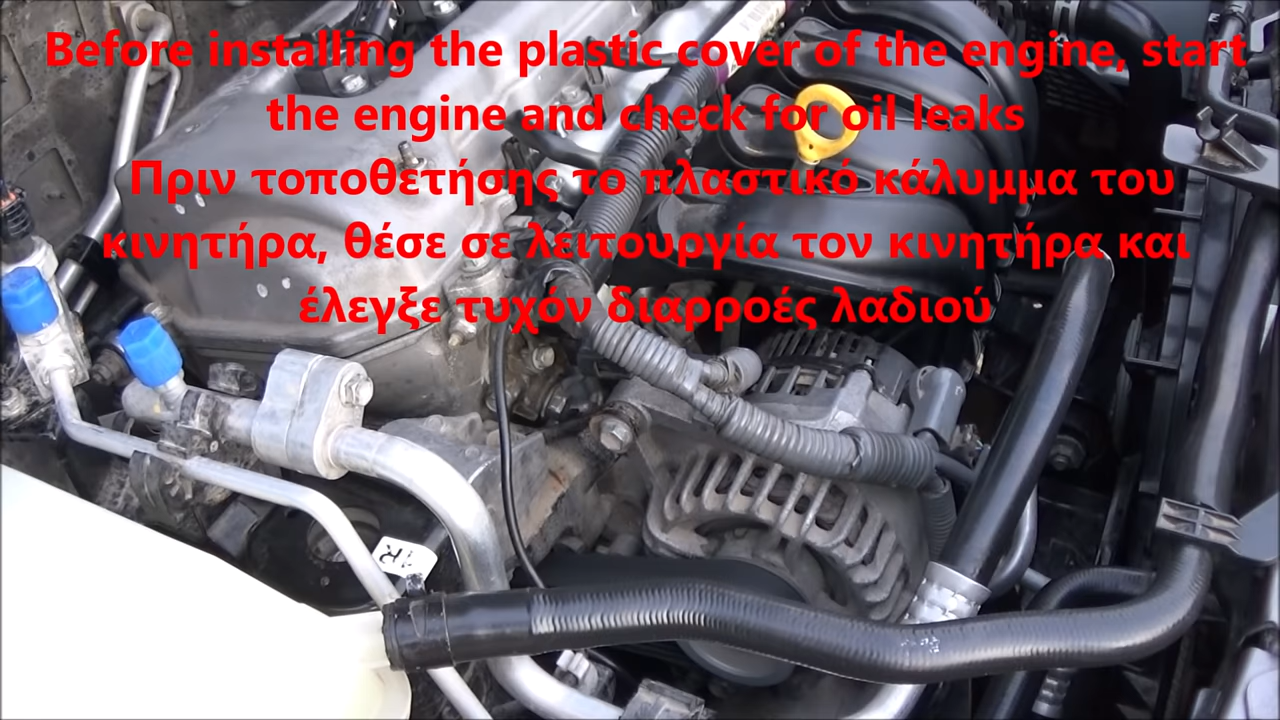 Before installing the plastic cover of the engine, start
the engine and check for oil leaks
Πριν τοποθετήσης το πλαστικό κάλυμμα του
κινητήρα, θέσε σε λειτουργία τον κινητήρα και
έλεγξε τυχόν διαρροές λαδιού
1R